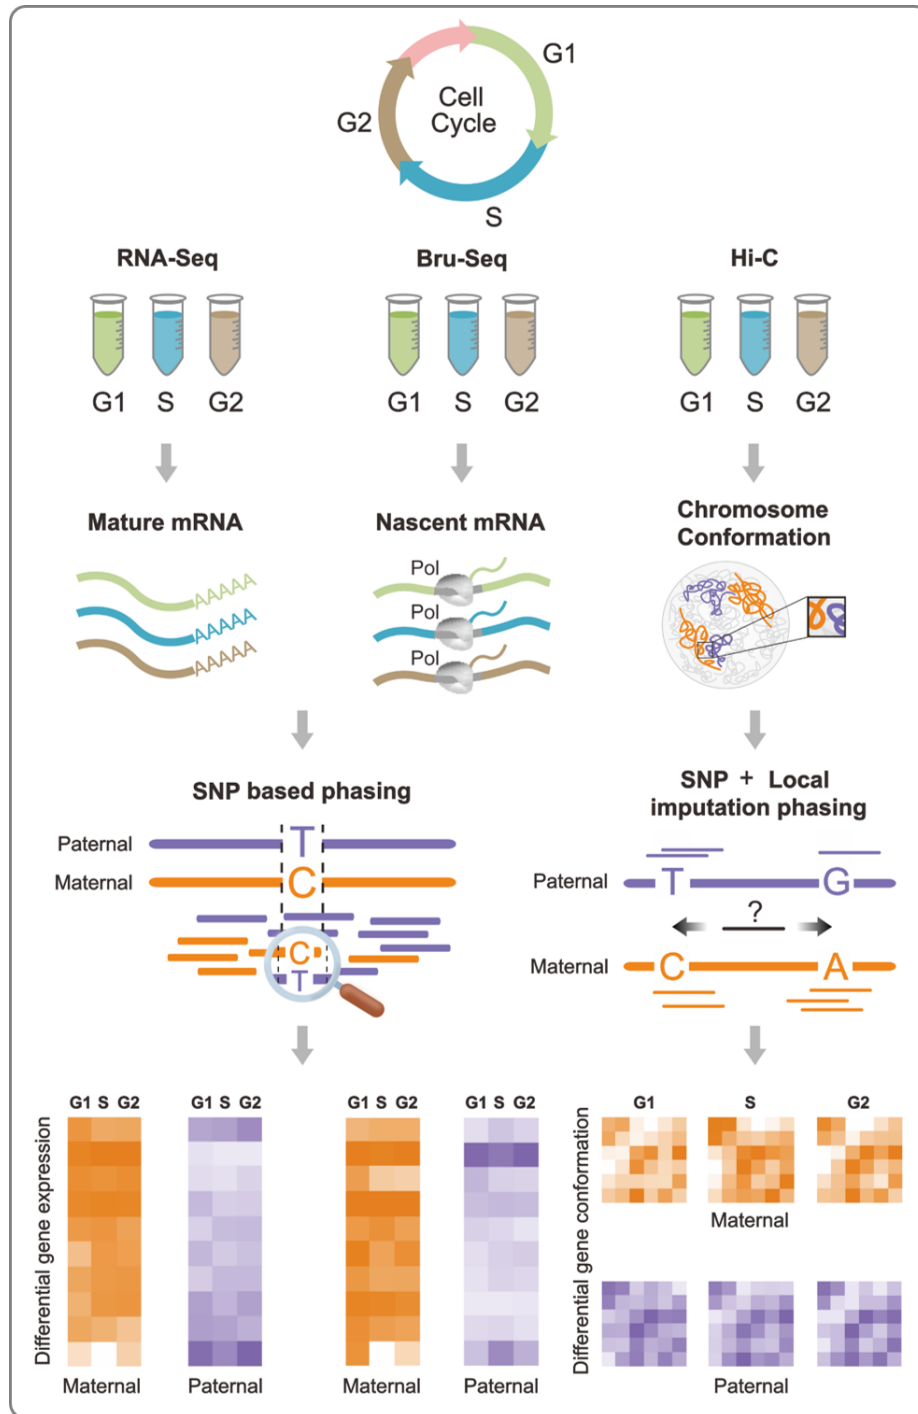 G1
Cell
Cycle
G2
S
RNA-Seq
Bru-Seq
Hi-C
G1 S G2
G1 S G2
G1 S G2
Mature mRNA
Nascent mRNA
Chromosome
Conformation
AAAAA
AAAAA
AAAAA
Pol
Pol
Pol
SNP based phasing
Paternal
T
Maternal
C
C
T
SNP + Local
imputation phasing
Paternal
T
G
?
Maternal
C
A
Differential gene expression
G1 S G2
Maternal
G1 S G2
Paternal
G1 S G2
Maternal
G1 S G2
Paternal
Differential gene conformation
G1
S
G2
Maternal
Paternal